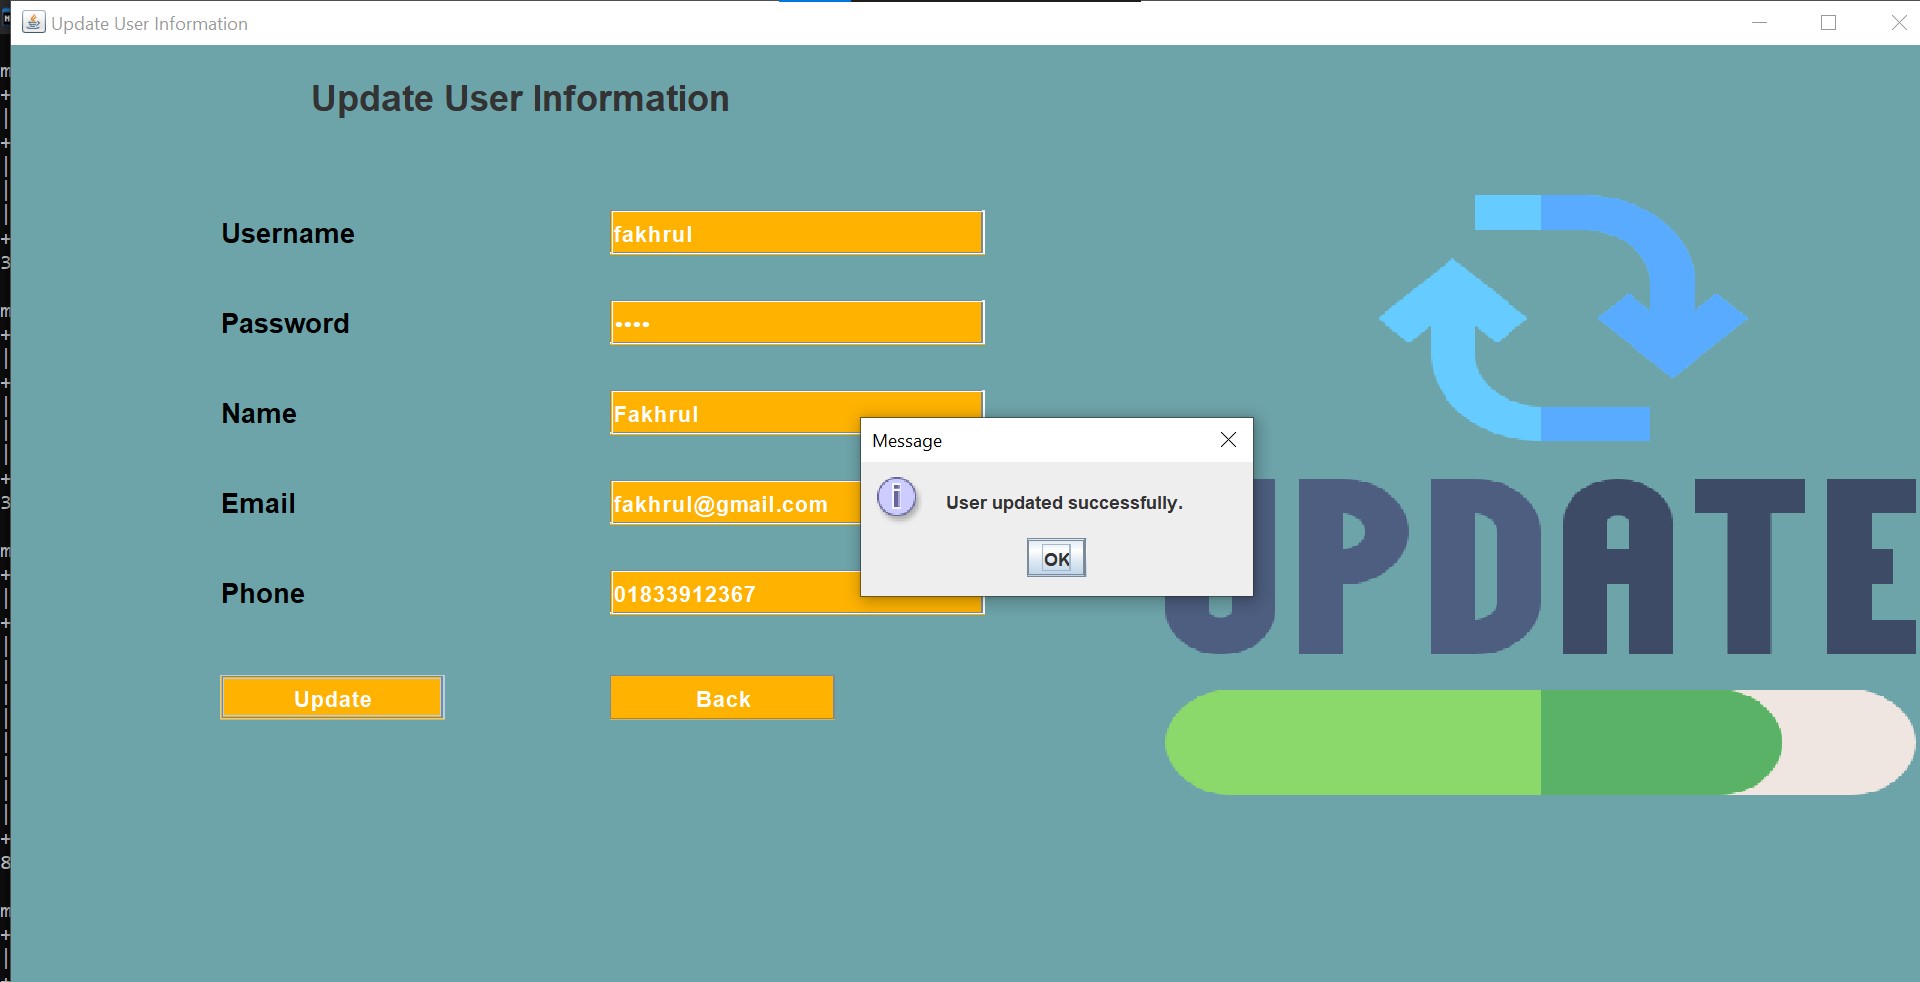 Update User Information
Update User Information
Username
fakhrul
Password
••••
Name
Fakhrul
Email
fakhrul@gmail.com
Phone
01833912367
Update
Back
Message
User updated successfully.
OK
UPDATE